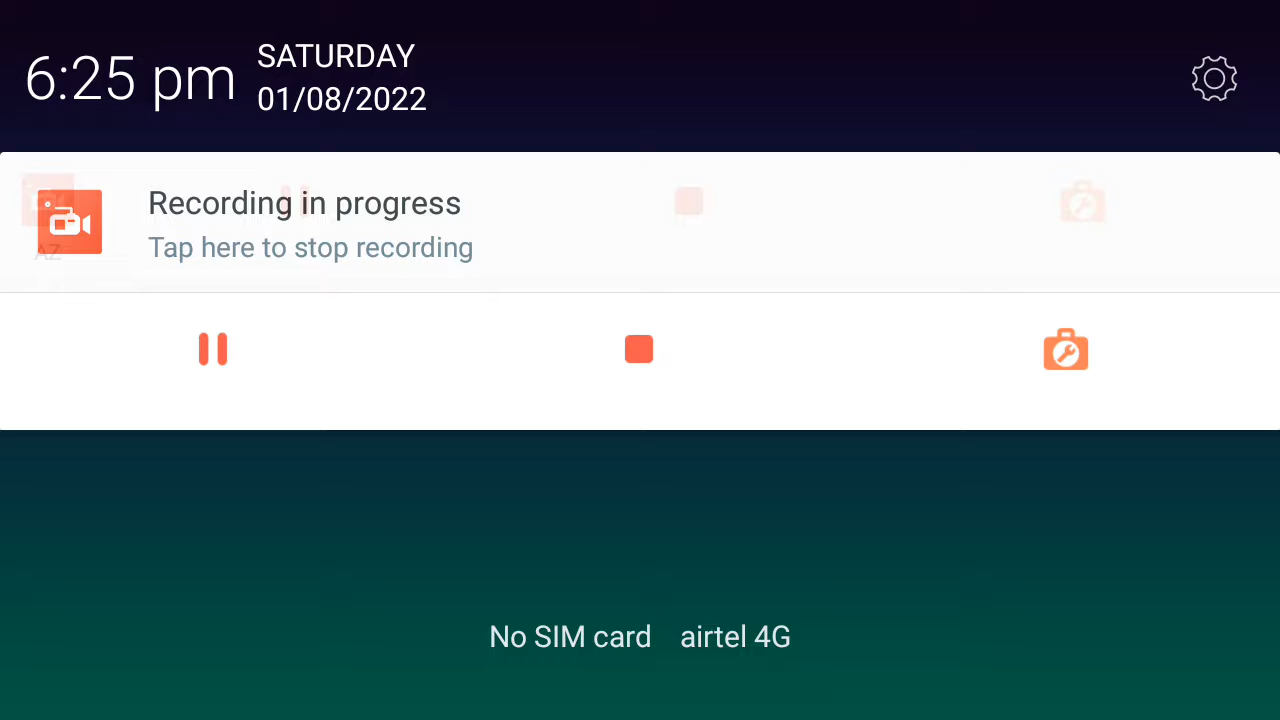 6:25 pm
SATURDAY
01/08/2022
Recording in progress
Tap here to stop recording
AZ
No SIM card airtel 4G